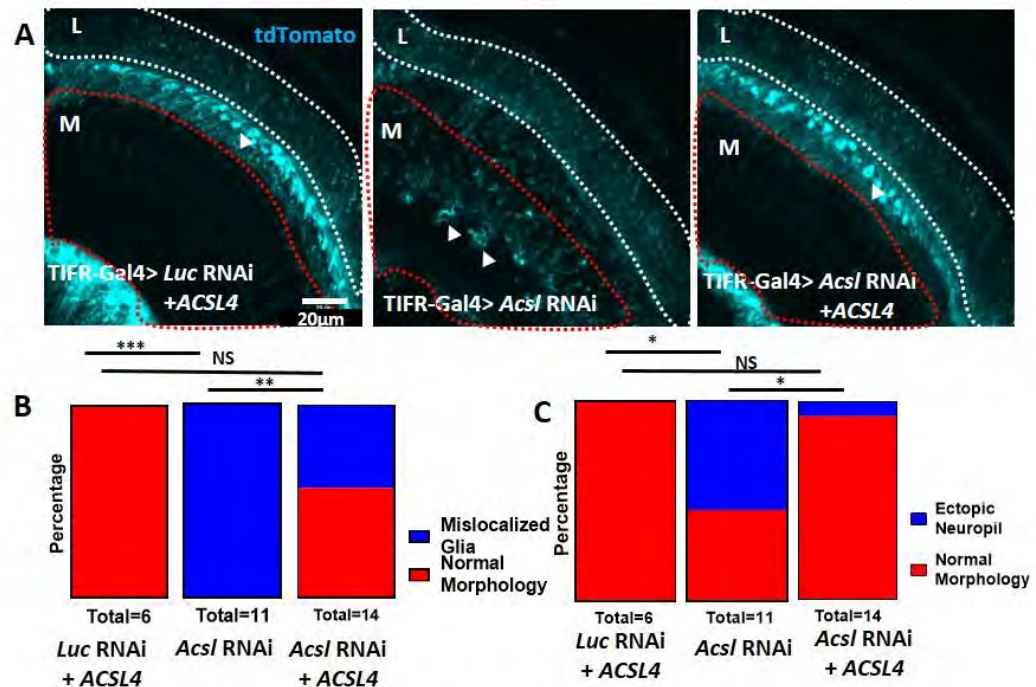 A
L
tdTomato
M
TIFR-Gal4> Luc RNAi
+ACSL4
20µm
L
M
TIFR-Gal4> Acsl RNAi
L
M
TIFR-Gal4> Acsl RNAi
+ACSL4
***
NS
**
B
Percentage
Mislocalized
Glia
Normal
Morphology
Total=6
Total=11
Total=14
Luc RNAi
+ ACSL4
Acsl RNAi
Acsl RNAi
+ ACSL4
*
NS
*
C
Percentage
Ectopic
Neuropil
Normal
Morphology
Total=6
Total=11
Total=14
Luc RNAi
+ ACSL4
Acsl RNAi
Acsl RNAi
+ ACSL4